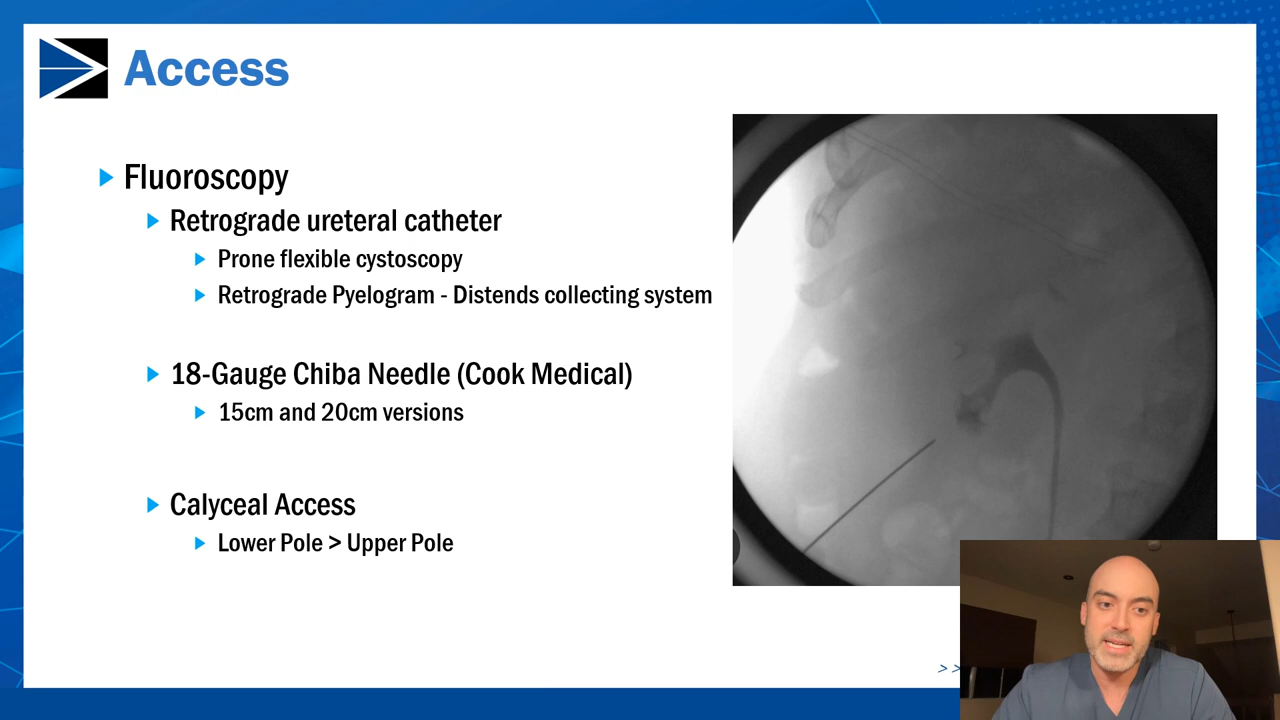 Access
Fluoroscopy
Retrograde ureteral catheter
Prone flexible cystoscopy
Retrograde Pyelogram - Distends collecting system
18-Gauge Chiba Needle (Cook Medical)
15cm and 20cm versions
Calyceal Access
Lower Pole > Upper Pole
>>